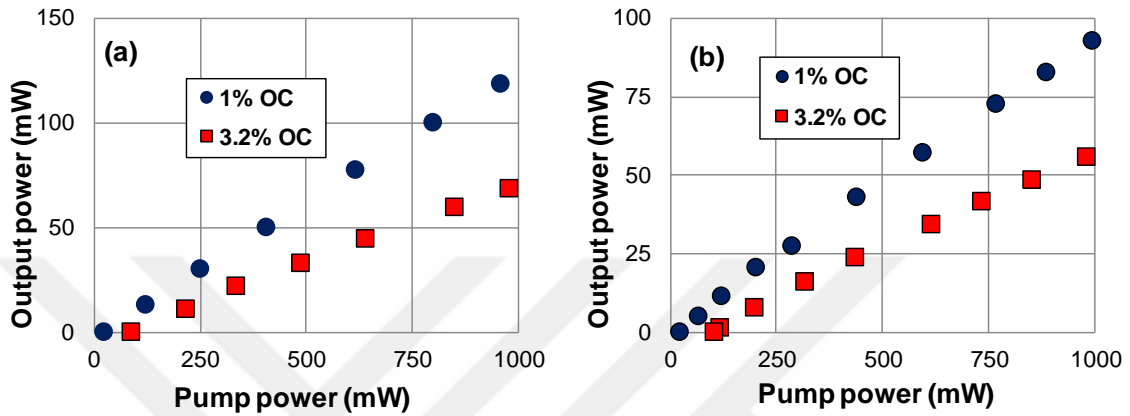 (a)
1% OC
3.2% OC
Output power (mW)
150
100
50
0
0 250 500 750 1000
Pump power (mW)
(b)
1% OC
3.2% OC
Output power (mW)
100
75
50
25
0
0 250 500 750 1000
Pump power (mW)